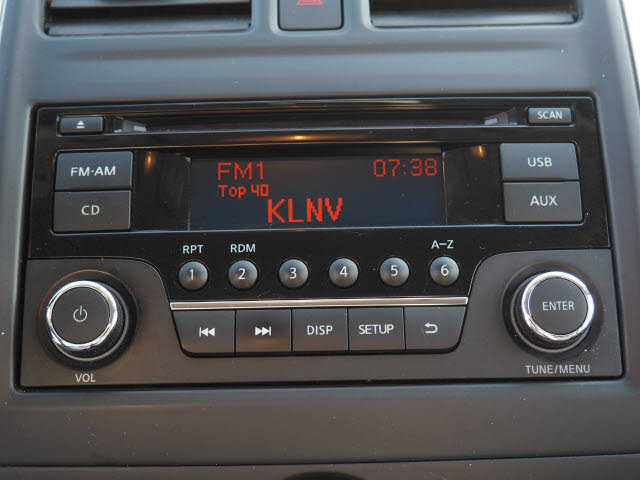 SCAN
FM1 07:38
Top 40
KLNV
FM·AM
CD
USB
AUX
RPT RDM A–Z
1 2 3 4 5 6
DISP SETUP
VOL
ENTER
TUNE/MENU